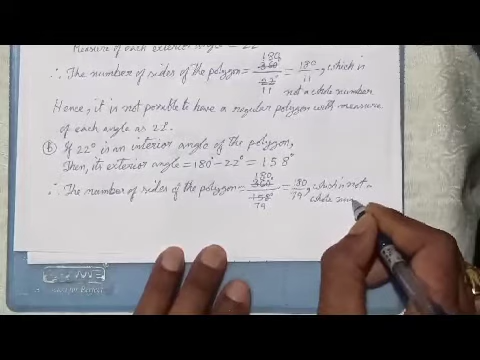 Measure of each exterior angle = 22
∴ The number of sides of the polygon = 360/22° = 180/11, which is
not a whole number
Hence, it is not possible to have a regular polygon with measure
of each angle as 22°.
(b) If 22° is an interior angle of the polygon,
Then, its exterior angle = 180° - 22° = 158°
∴ The number of sides of the polygon = 360/158° = 180/79, which is not a
whole num